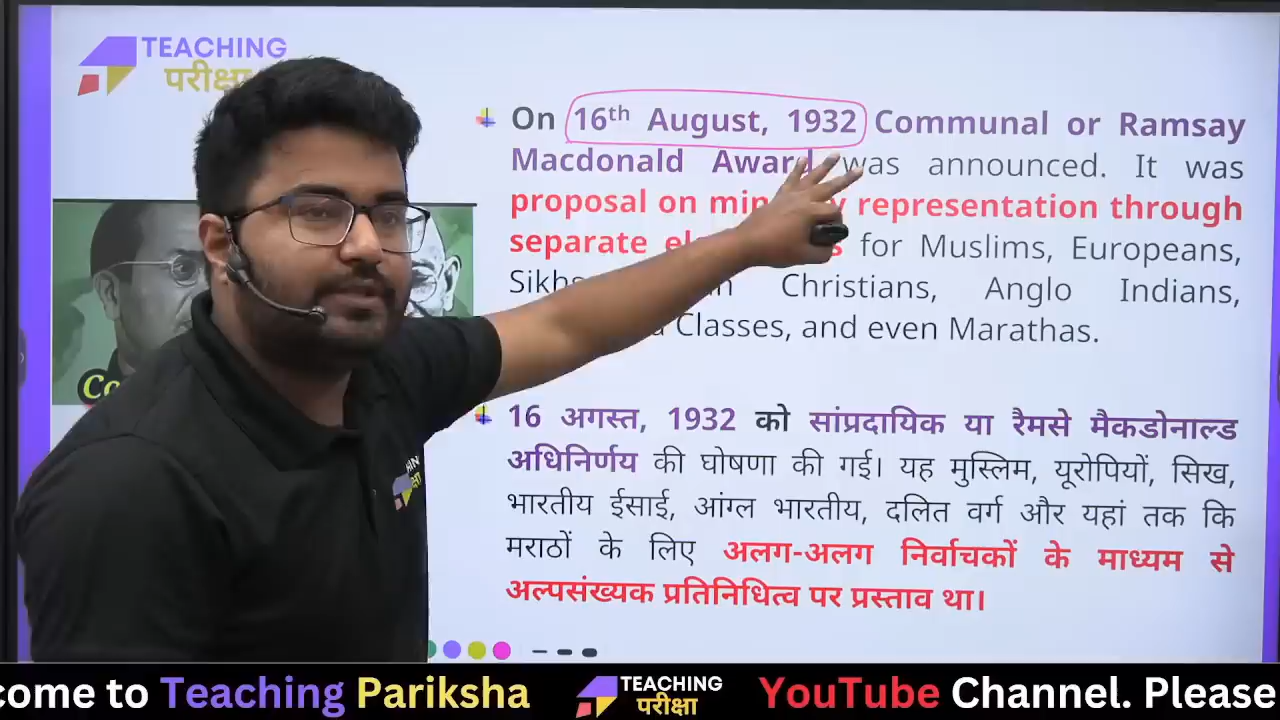 TEACHING
परीक्षा
On 16th August, 1932 Communal or Ramsay
Macdonald Award was announced. It was
proposal on representation through
separate for Muslims, Europeans,
Christians, Anglo Indians,
Classes, and even Marathas.
16 अगस्त, 1932 को सांप्रदायिक या रैमसे मैकडोनाल्ड
अधिनिर्णय की घोषणा की गई। यह मुस्लिम, यूरोपियों, सिख,
भारतीय ईसाई, आंग्ल भारतीय, दलित वर्ग और यहां तक कि
मराठों के लिए अलग-अलग निर्वाचकों के माध्यम से
अल्पसंख्यक प्रतिनिधित्व पर प्रस्ताव था।
come to Teaching Pariksha
TEACHING
परीक्षा
YouTube Channel. Please